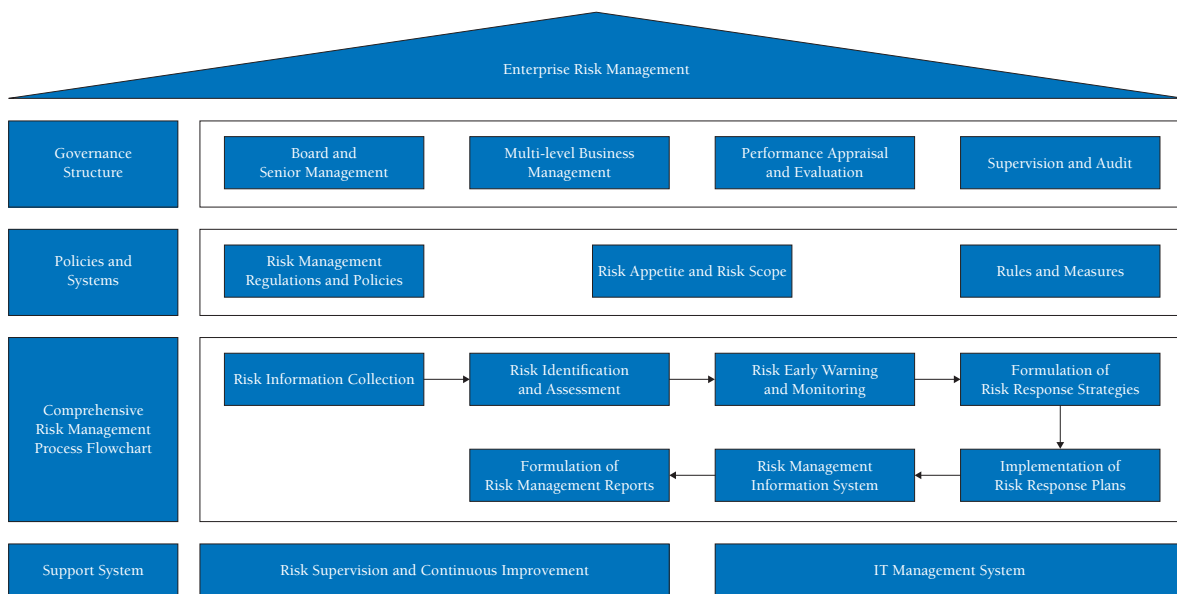 Enterprise Risk Management
Governance
Structure
Board and
Senior Management
Multi-level Business
Management
Performance Appraisal
and Evaluation
Supervision and Audit
Policies and
Systems
Risk Management
Regulations and Policies
Risk Appetite and Risk Scope
Rules and Measures
Comprehensive
Risk Management
Process Flowchart
Risk Information Collection
Risk Identification
and Assessment
Risk Early Warning
and Monitoring
Formulation of
Risk Response Strategies
Implementation of
Risk Response Plans
Risk Management
Information System
Formulation of
Risk Management Reports
Support System
Risk Supervision and Continuous Improvement
IT Management System